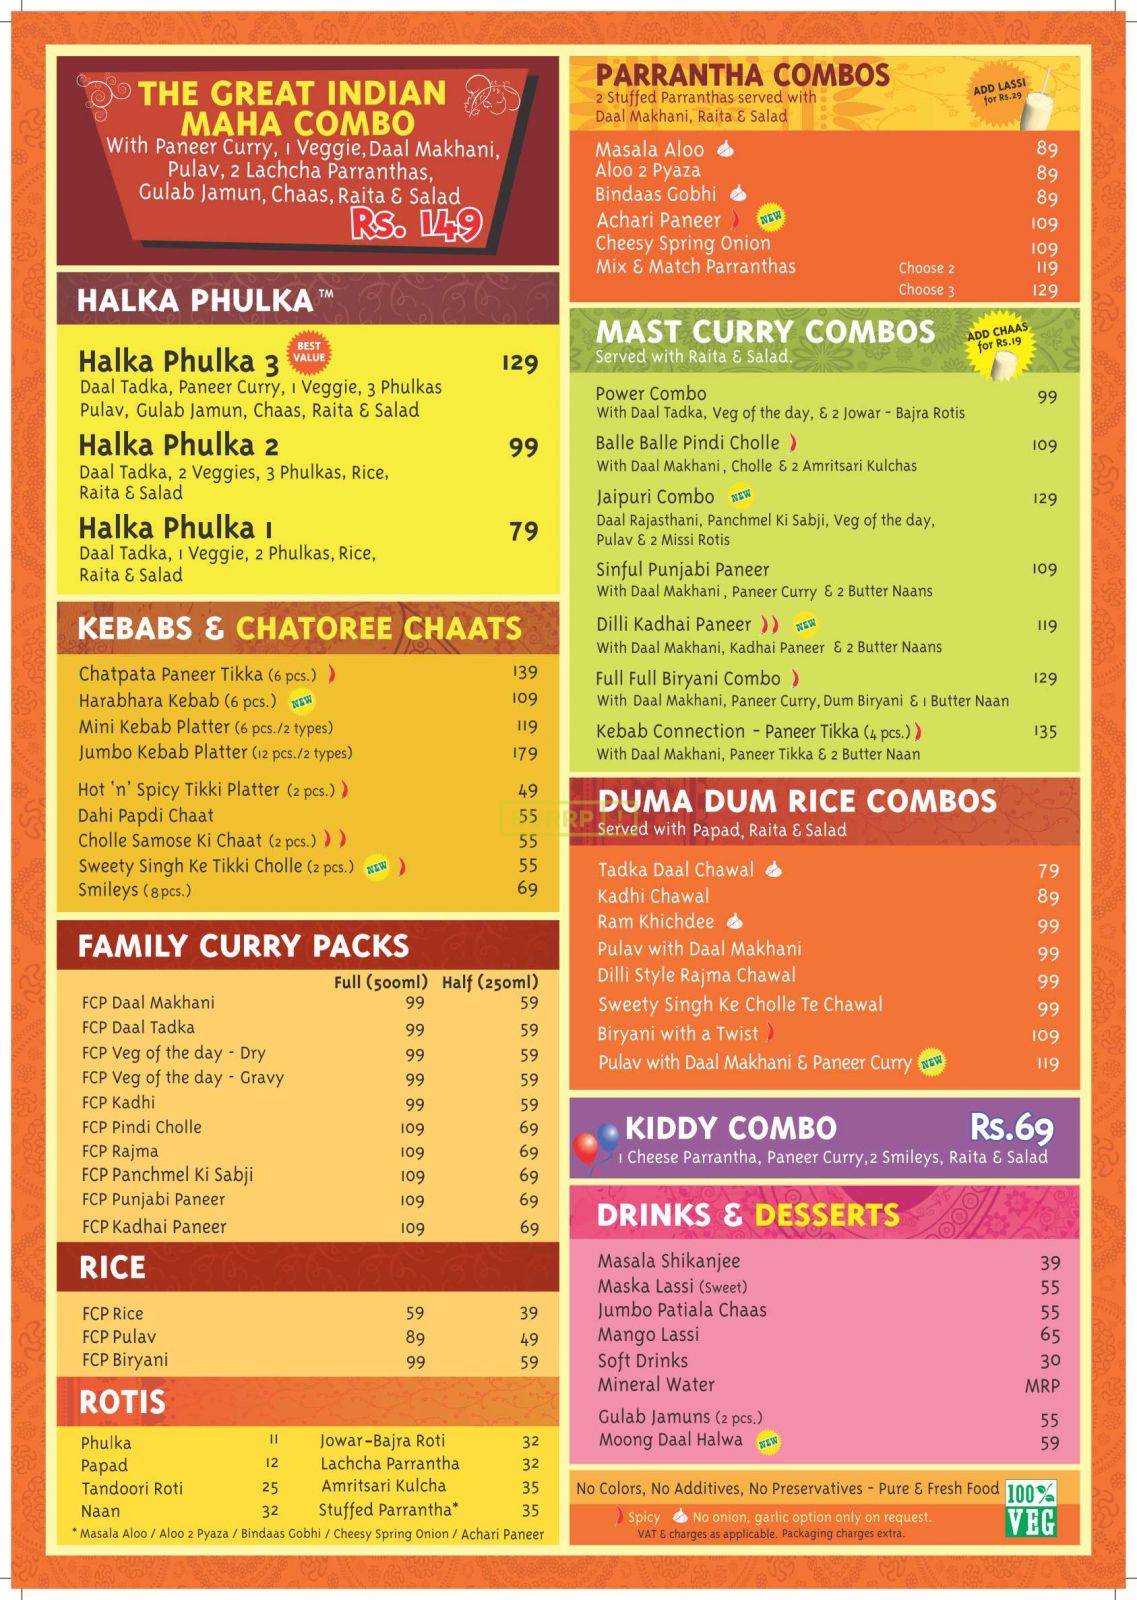 THE GREAT INDIAN
MAHA COMBO
With Paneer Curry, 1 Veggie, Daal Makhani,
Pulav, 2 Lachcha Parranthas,
Gulab Jamun, Chaas, Raita & Salad
Rs. 149
HALKA PHULKA™
Halka Phulka 3 BEST VALUE 129
Daal Tadka, Paneer Curry, 1 Veggie, 3 Phulkas
Pulav, Gulab Jamun, Chaas, Raita & Salad
Halka Phulka 2 99
Daal Tadka, 2 Veggies, 3 Phulkas, Rice,
Raita & Salad
Halka Phulka 1 79
Daal Tadka, 1 Veggie, 2 Phulkas, Rice,
Raita & Salad
KEBABS & CHATOREE CHAATS
Chatpata Paneer Tikka (6 pcs.) 139
Harabhara Kebab (6 pcs.) NEW 109
Mini Kebab Platter (6 pcs./2 types) 119
Jumbo Kebab Platter (12 pcs./2 types) 179
Hot 'n' Spicy Tikki Platter (2 pcs.) 49
Dahi Papdi Chaat 55
Cholle Samose Ki Chaat (2 pcs.) 55
Sweety Singh Ke Tikki Cholle (2 pcs.) NEW 55
Smileys (8 pcs.) 69
FAMILY CURRY PACKS
Full (500ml) Half (250ml)
FCP Daal Makhani 99 59
FCP Daal Tadka 99 59
FCP Veg of the day - Dry 99 59
FCP Veg of the day - Gravy 99 59
FCP Kadhi 99 59
FCP Pindi Cholle 109 69
FCP Rajma 109 69
FCP Panchmel Ki Sabji 109 69
FCP Punjabi Paneer 109 69
FCP Kadhai Paneer 109 69
RICE
FCP Rice 59 39
FCP Pulav 89 49
FCP Biryani 99 59
ROTIS
Phulka 11 Jowar-Bajra Roti 32
Papad 12 Lachcha Parrantha 32
Tandoori Roti 25 Amritsari Kulcha 35
Naan 32 Stuffed Parrantha* 35
* Masala Aloo / Aloo 2 Pyaza / Bindaas Gobhi / Cheesy Spring Onion / Achari Paneer
PARRANTHA COMBOS
2 Stuffed Parranthas served with
Daal Makhani, Raita & Salad
ADD LASSI
for Rs.29
Masala Aloo 89
Aloo 2 Pyaza 89
Bindaas Gobhi 89
Achari Paneer NEW 109
Cheesy Spring Onion 109
Mix & Match Parranthas Choose 2 119
Choose 3 129
MAST CURRY COMBOS
Served with Raita & Salad.
ADD CHAAS
for Rs.19
Power Combo 99
With Daal Tadka, Veg of the day, & 2 Jowar - Bajra Rotis
Balle Balle Pindi Cholle 109
With Daal Makhani, Cholle & 2 Amritsari Kulchas
Jaipuri Combo NEW 129
Daal Rajasthani, Panchmel Ki Sabji, Veg of the day,
Pulav & 2 Missi Rotis
Sinful Punjabi Paneer 109
With Daal Makhani, Paneer Curry & 2 Butter Naans
Dilli Kadhai Paneer NEW 119
With Daal Makhani, Kadhai Paneer & 2 Butter Naans
Full Full Biryani Combo 129
With Daal Makhani, Paneer Curry, Dum Biryani & 1 Butter Naan
Kebab Connection - Paneer Tikka (4 pcs.) 135
With Daal Makhani, Paneer Tikka & 2 Butter Naan
DUMA DUM RICE COMBOS
Served with Papad, Raita & Salad
Tadka Daal Chawal 79
Kadhi Chawal 89
Ram Khichdee 99
Pulav with Daal Makhani 99
Dilli Style Rajma Chawal 99
Sweety Singh Ke Cholle Te Chawal 99
Biryani with a Twist 109
Pulav with Daal Makhani & Paneer Curry NEW 119
KIDDY COMBO Rs.69
1 Cheese Parrantha, Paneer Curry, 2 Smileys, Raita & Salad
DRINKS & DESSERTS
Masala Shikanjee 39
Maska Lassi (Sweet) 55
Jumbo Patiala Chaas 55
Mango Lassi 65
Soft Drinks 30
Mineral Water MRP
Gulab Jamuns (2 pcs.) 55
Moong Daal Halwa NEW 59
No Colors, No Additives, No Preservatives - Pure & Fresh Food
100% VEG
Spicy No onion, garlic option only on request.
VAT & charges as applicable. Packaging charges extra.